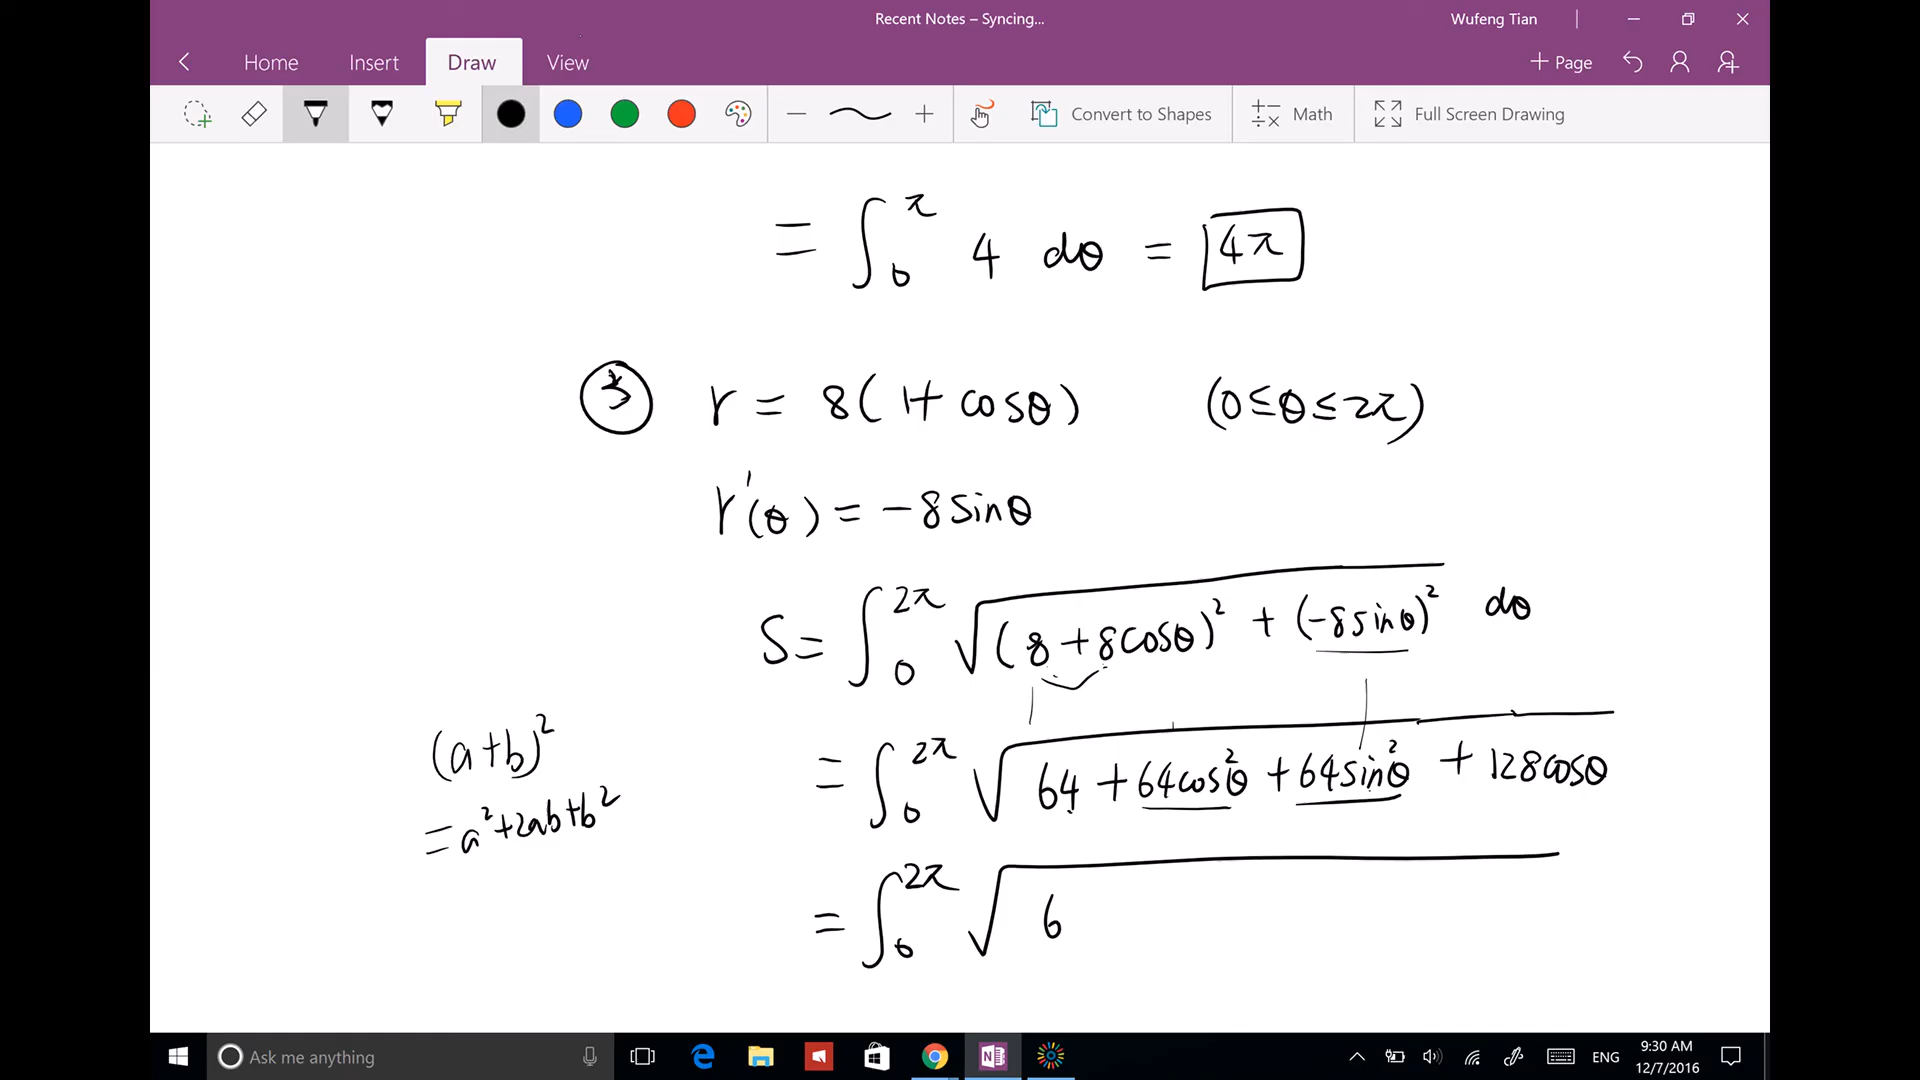 Recent Notes – Syncing...
Wufeng Tian
Home
Insert
Draw
View
+ Page
Convert to Shapes
Math
Full Screen Drawing
= ∫₀^π 4 dθ = 4π
③ r = 8(1+cosθ) (0≤θ≤2π)
r'(θ) = -8sinθ
S = ∫₀^2π √((8+8cosθ)² + (-8sinθ)²) dθ
= ∫₀^2π √(64 + 64cos²θ + 64sin²θ + 128cosθ)
(a+b)²
= a²+2ab+b²
= ∫₀^2π √(6
Ask me anything
ENG
9:30 AM
12/7/2016